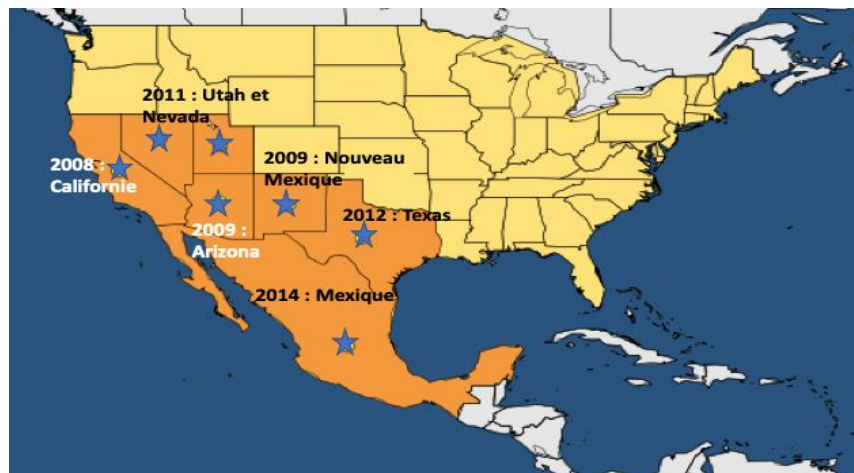 2011 : Utah et
Nevada
2008 :
Californie
2009 : Nouveau
Mexique
2012 : Texas
2009 :
Arizona
2014 : Mexique